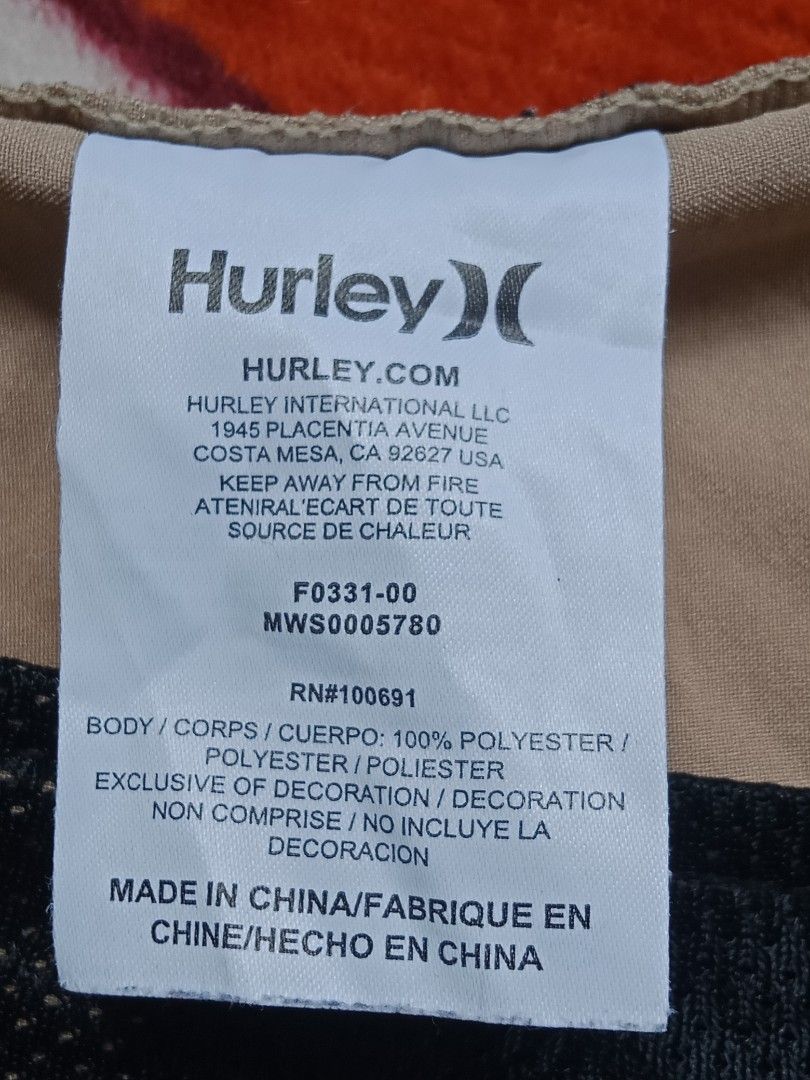 Hurley
HURLEY.COM
HURLEY INTERNATIONAL LLC
1945 PLACENTIA AVENUE
COSTA MESA, CA 92627 USA
KEEP AWAY FROM FIRE
ATENIRAL'ECART DE TOUTE
SOURCE DE CHALEUR
F0331-00
MWS0005780
RN#100691
BODY / CORPS / CUERPO: 100% POLYESTER /
POLYESTER / POLIESTER
EXCLUSIVE OF DECORATION / DECORATION
NON COMPRISE / NO INCLUYE LA
DECORACION
MADE IN CHINA/FABRIQUE EN
CHINE/HECHO EN CHINA